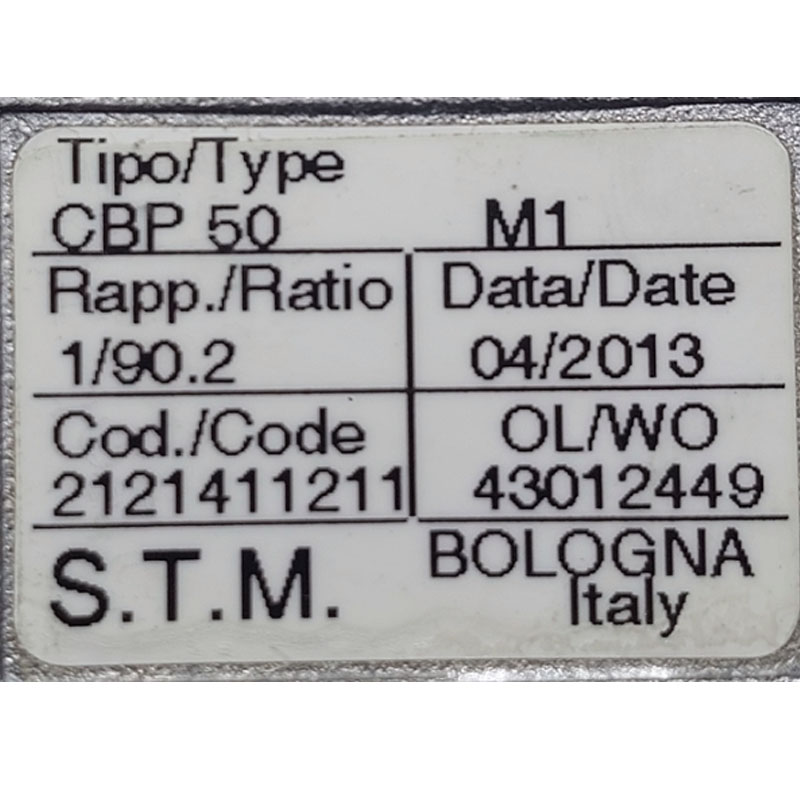 Tipo/Type
CBP 50 M1
Rapp./Ratio Data/Date
1/90.2 04/2013
Cod./Code OL/WO
2121411211 43012449
S.T.M. BOLOGNA
Italy